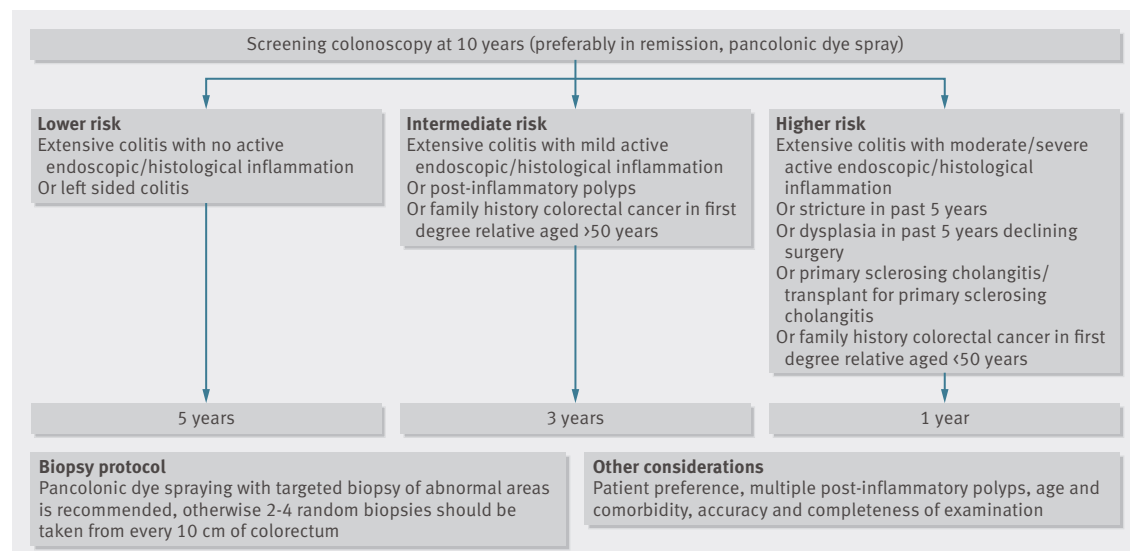 Screening colonoscopy at 10 years (preferably in remission, pancolonic dye spray)
Lower risk
Extensive colitis with no active
endoscopic/histological inflammation
Or left sided colitis
Intermediate risk
Extensive colitis with mild active
endoscopic/histological inflammation
Or post-inflammatory polyps
Or family history colorectal cancer in first
degree relative aged >50 years
Higher risk
Extensive colitis with moderate/severe
active endoscopic/histological
inflammation
Or stricture in past 5 years
Or dysplasia in past 5 years declining
surgery
Or primary sclerosing cholangitis/
transplant for primary sclerosing
cholangitis
Or family history colorectal cancer in first
degree relative aged <50 years
5 years
3 years
1 year
Biopsy protocol
Pancolonic dye spraying with targeted biopsy of abnormal areas
is recommended, otherwise 2-4 random biopsies should be
taken from every 10 cm of colorectum
Other considerations
Patient preference, multiple post-inflammatory polyps, age and
comorbidity, accuracy and completeness of examination